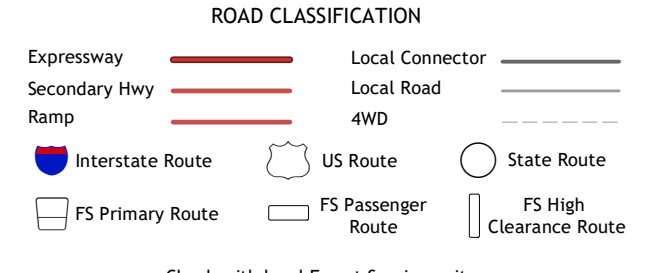 ROAD CLASSIFICATION
Expressway
Local Connector
Secondary Hwy
Local Road
Ramp
4WD
Interstate Route
US Route
State Route
FS Primary Route
FS Passenger
Route
FS High
Clearance Route